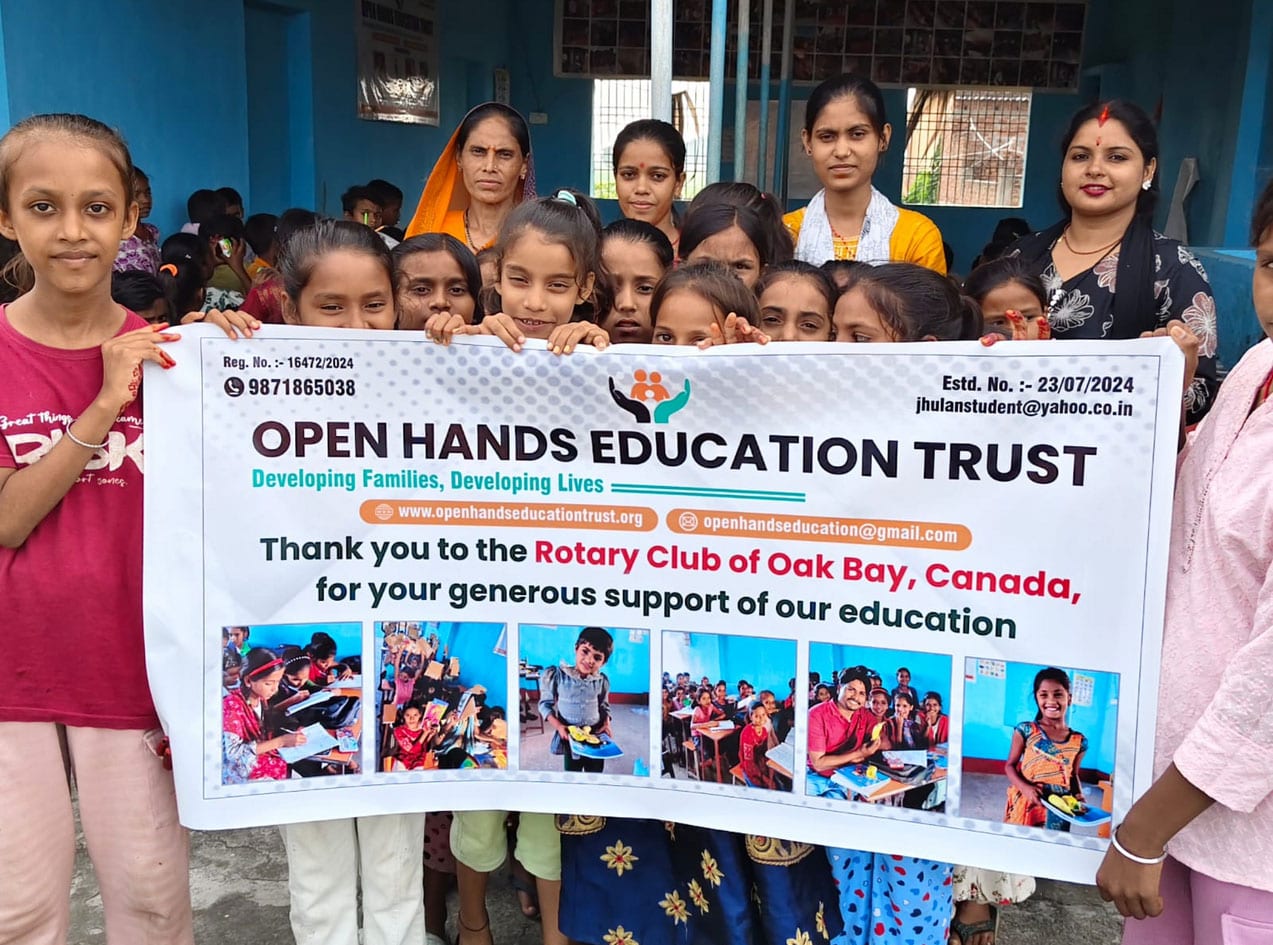 Reg. No. :- 16472/2024
9871865038
Estd. No. :- 23/07/2024
jhulanstudent@yahoo.co.in
OPEN HANDS EDUCATION TRUST
Developing Families, Developing Lives
www.openhandseducationtrust.org
openhandseducation@gmail.com
Thank you to the Rotary Club of Oak Bay, Canada,
for your generous support of our education
Great things